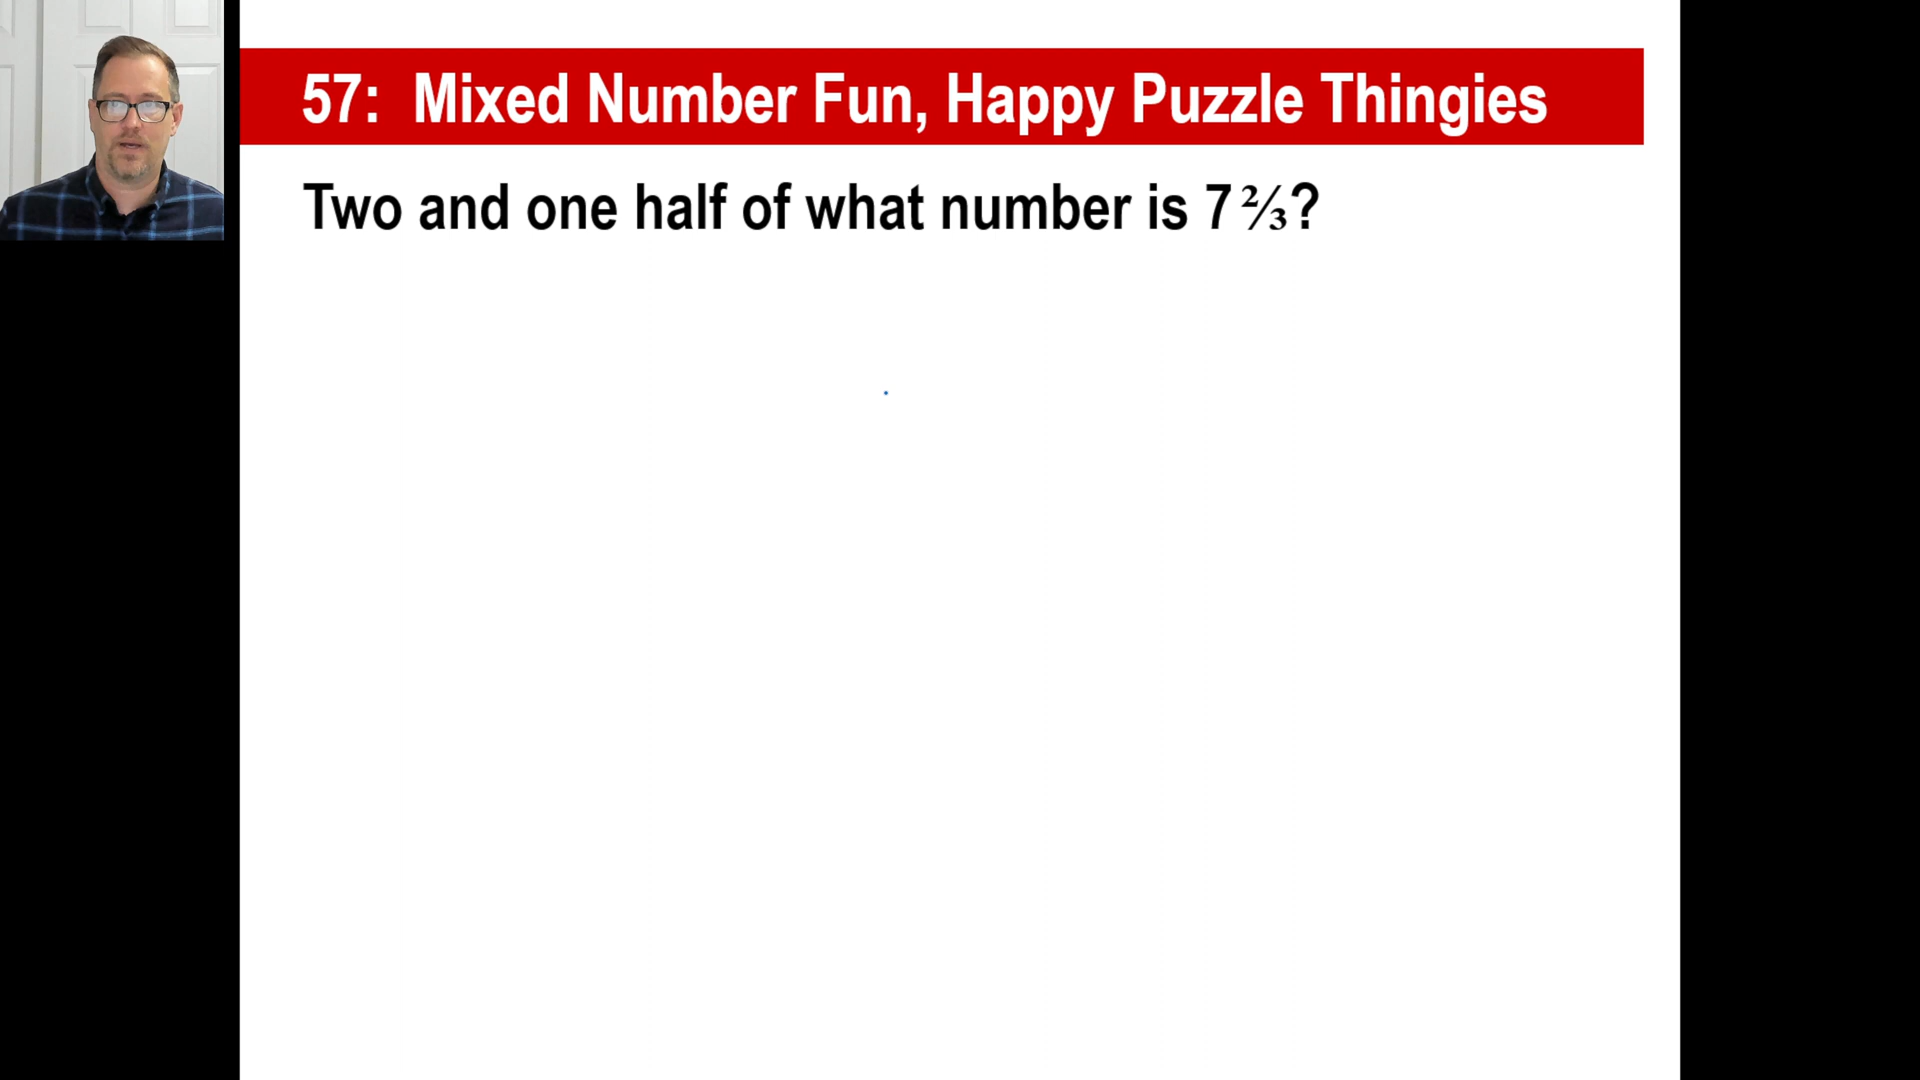 57: Mixed Number Fun, Happy Puzzle Thingies
Two and one half of what number is 7⅔?